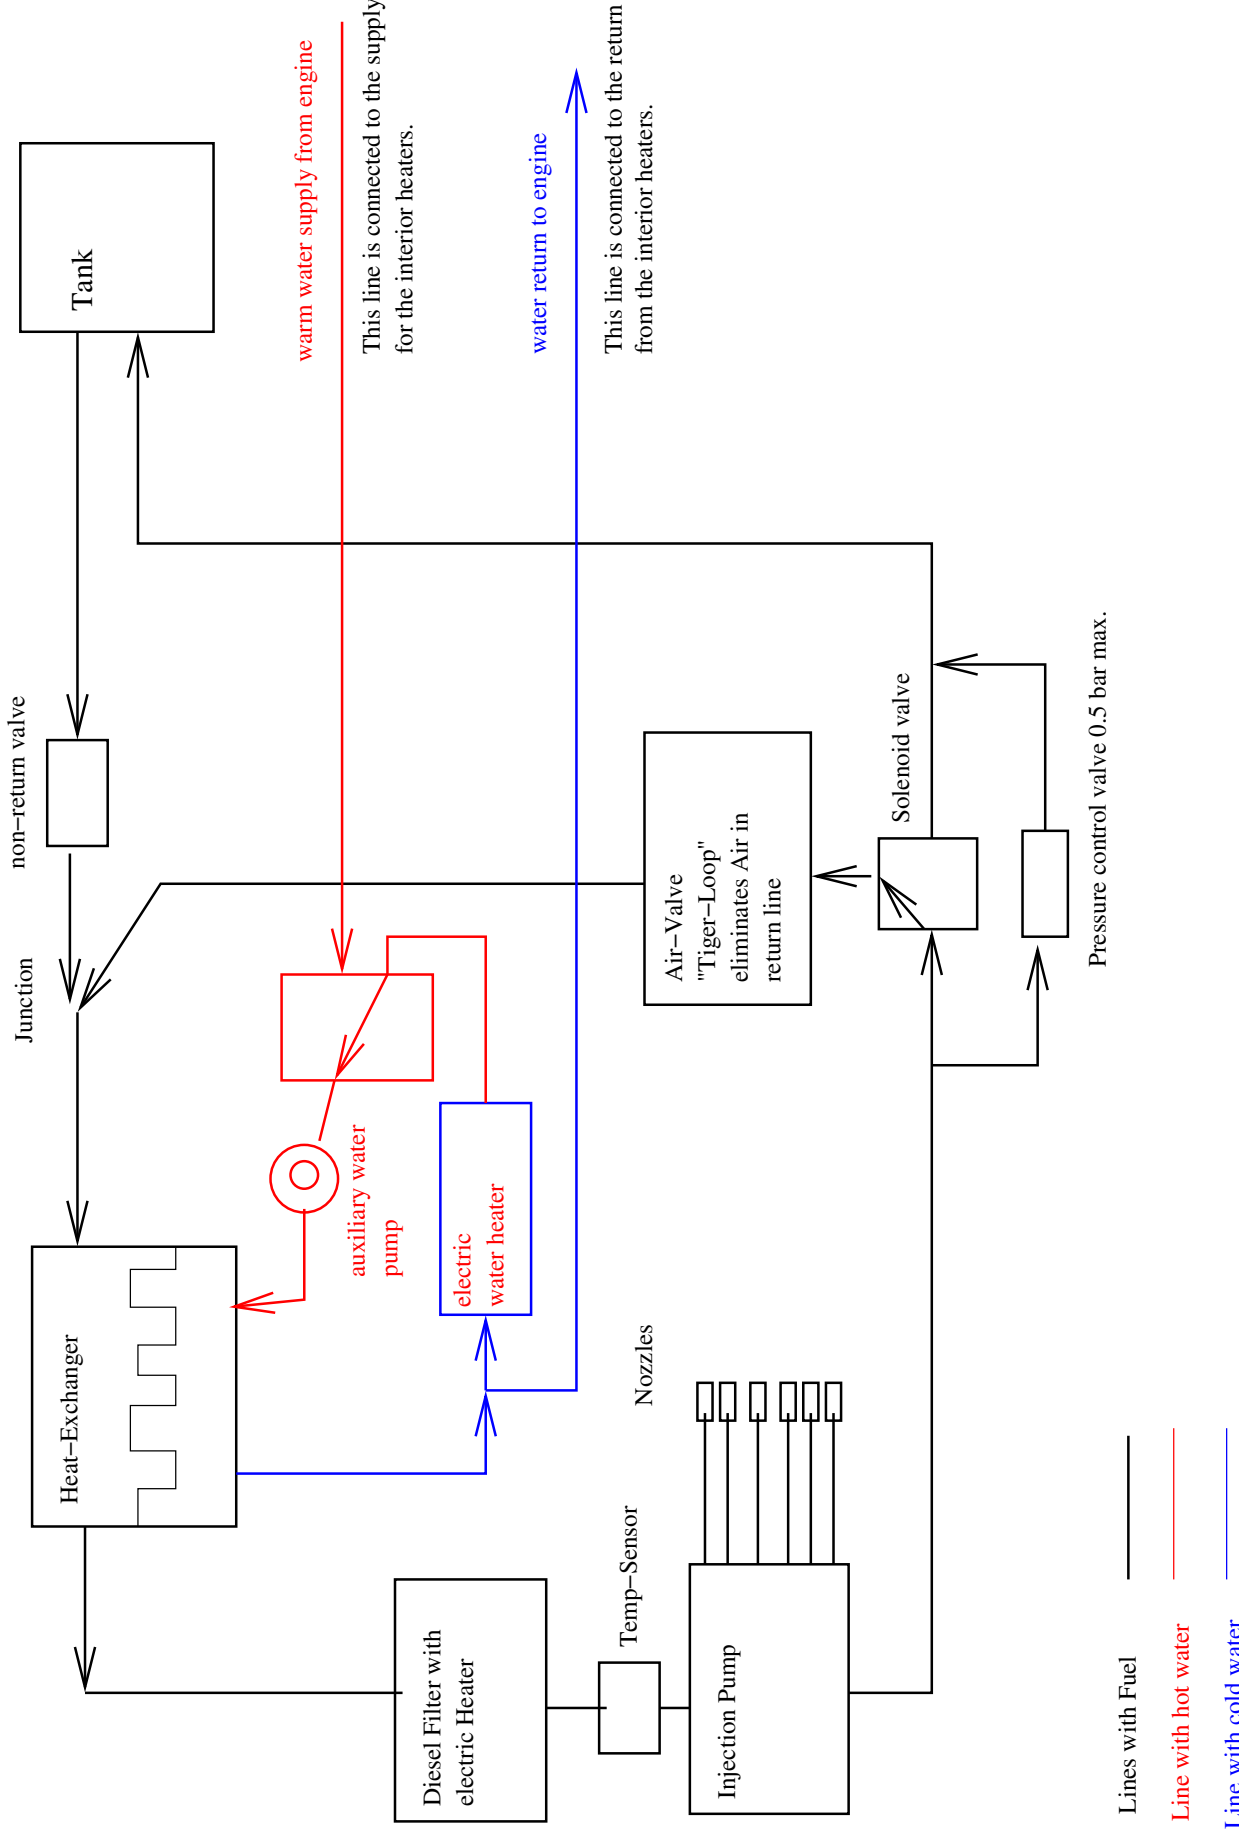 Tank
warm water supply from engine
This line is connected to the supply
for the interior heaters.
water return to engine
This line is connected to the return
from the interior heaters.
non-return valve
Junction
Air-Valve
"Tiger-Loop"
eliminates Air in
return line
Solenoid valve
Pressure control valve 0.5 bar max.
Heat-Exchanger
auxiliary water
pump
electric
water heater
Nozzles
Diesel Filter with
electric Heater
Temp-Sensor
Injection Pump
Lines with Fuel
Line with hot water
Line with cold water